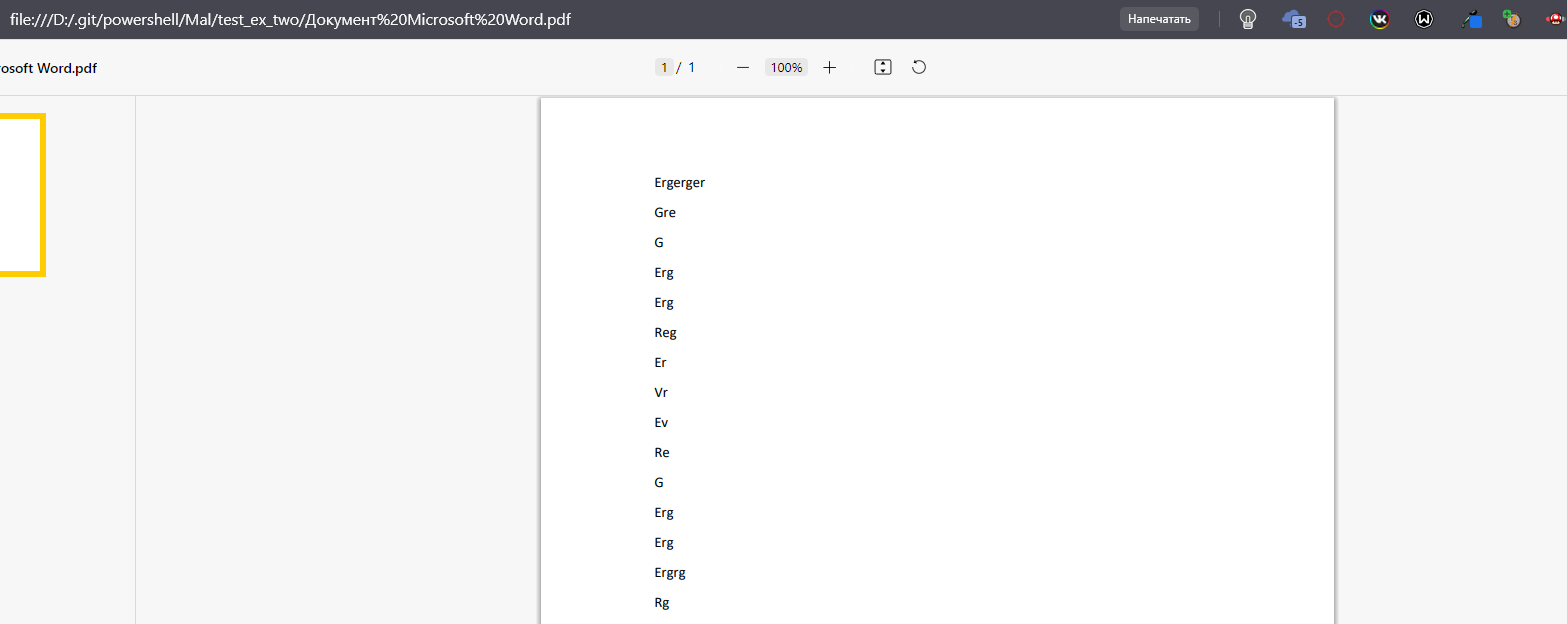 file:///D:/.git/powershell/Mal/test_ex_two/Документ%20Microsoft%20Word.pdf
Напечатать
-5
rosoft Word.pdf
1 / 1
100%
Ergerger
Gre
G
Erg
Erg
Reg
Er
Vr
Ev
Re
G
Erg
Erg
Ergrg
Rg